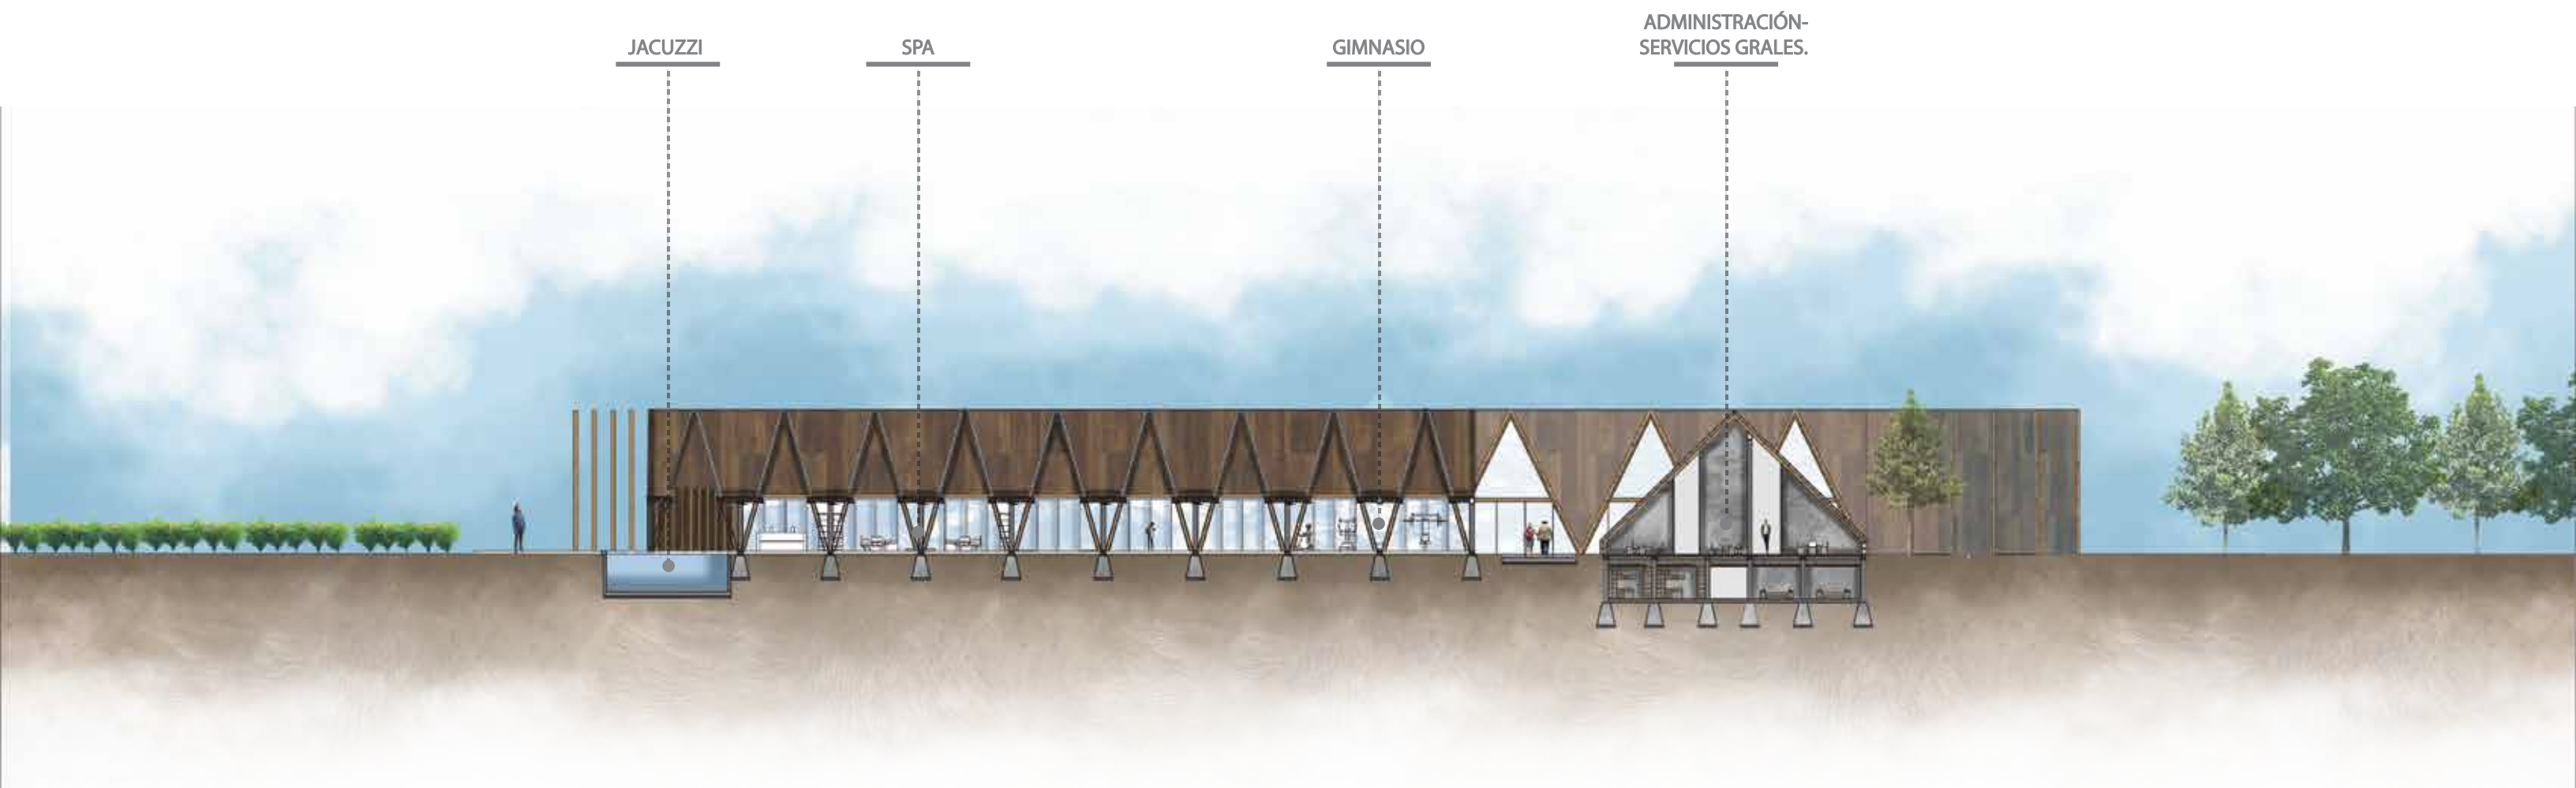 JACUZZI
SPA
GIMNASIO
ADMINISTRACIÓN-
SERVICIOS GRALES.